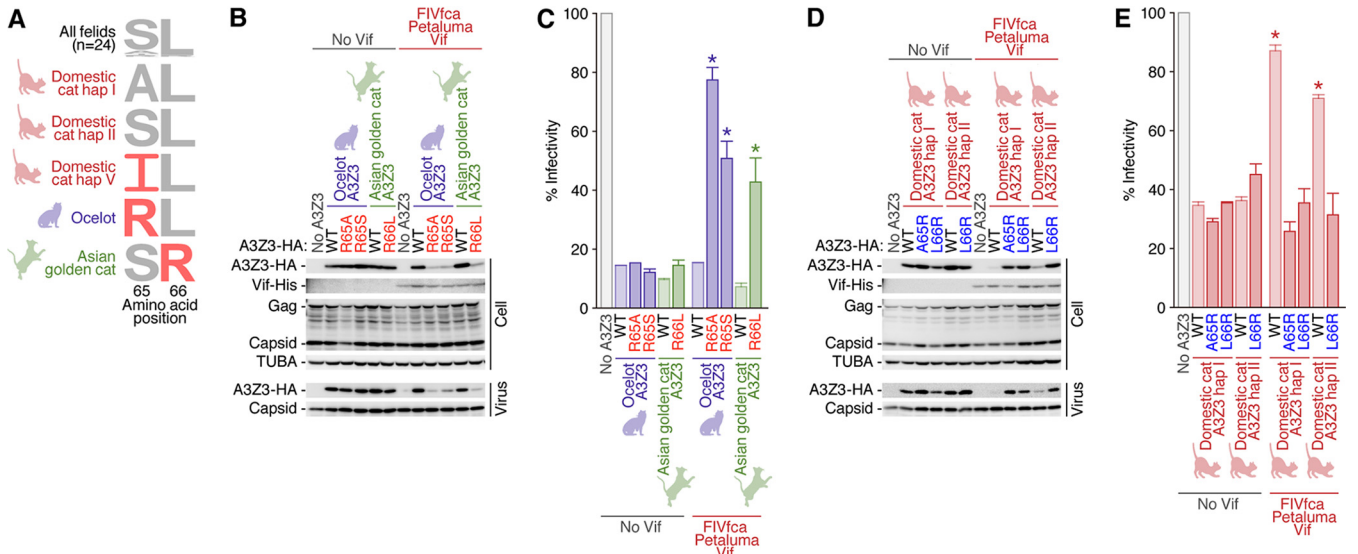 A
All felids
(n=24)
SL
Domestic
cat hap I
AL
Domestic
cat hap II
SL
Domestic
cat hap V
IL
Ocelot
RL
Asian
golden cat
SR
65 66
Amino acid
position
B
No Vif
FIVfca
Petaluma
Vif
Ocelot
A3Z3
Asian golden cat
A3Z3
Ocelot
A3Z3
Asian golden cat
A3Z3
A3Z3-HA:
No A3Z3
WT
R65A
R65S
WT
R66L
No A3Z3
WT
R65A
R65S
WT
R66L
A3Z3-HA
Vif-His
Gag
Capsid
TUBA
Cell
A3Z3-HA
Capsid
Virus
C
% Infectivity
100
80
60
40
20
0
*
*
*
No A3Z3
WT
R65A
R65S
WT
R66L
WT
R65A
R65S
WT
R66L
Ocelot
A3Z3
Asian golden cat
A3Z3
Ocelot
A3Z3
Asian golden cat
A3Z3
No Vif
FIVfca
Petaluma
Vif
D
No Vif
FIVfca
Petaluma
Vif
Domestic cat
A3Z3 hap I
Domestic cat
A3Z3 hap II
Domestic cat
A3Z3 hap I
Domestic cat
A3Z3 hap II
A3Z3-HA:
No A3Z3
WT
A65R
L66R
WT
L66R
No A3Z3
WT
A65R
L66R
WT
L66R
A3Z3-HA
Vif-His
Gag
Capsid
TUBA
Cell
A3Z3-HA
Capsid
Virus
E
% Infectivity
100
80
60
40
20
0
*
*
No A3Z3
WT
A65R
L66R
WT
L66R
WT
A65R
L66R
WT
L66R
Domestic cat
A3Z3 hap I
Domestic cat
A3Z3 hap II
Domestic cat
A3Z3 hap I
Domestic cat
A3Z3 hap II
No Vif
FIVfca
Petaluma
Vif